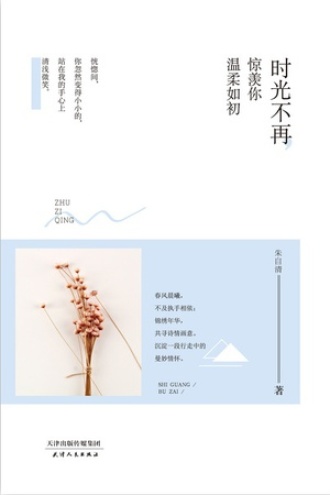 时光不再,
惊羡你
温柔如初
恍惚间,
你忽然变得小小的,
站在我的手心上
清浅微笑。
ZHU
ZI
QING
朱自清
著
春风晨曦,
不及执手相依;
锦绣年华,
共寻诗情画意。
沉淀一段行走中的
曼妙情怀。
SHI GUANG /
BU ZAI /
天津出版传媒集团
天津人民出版社